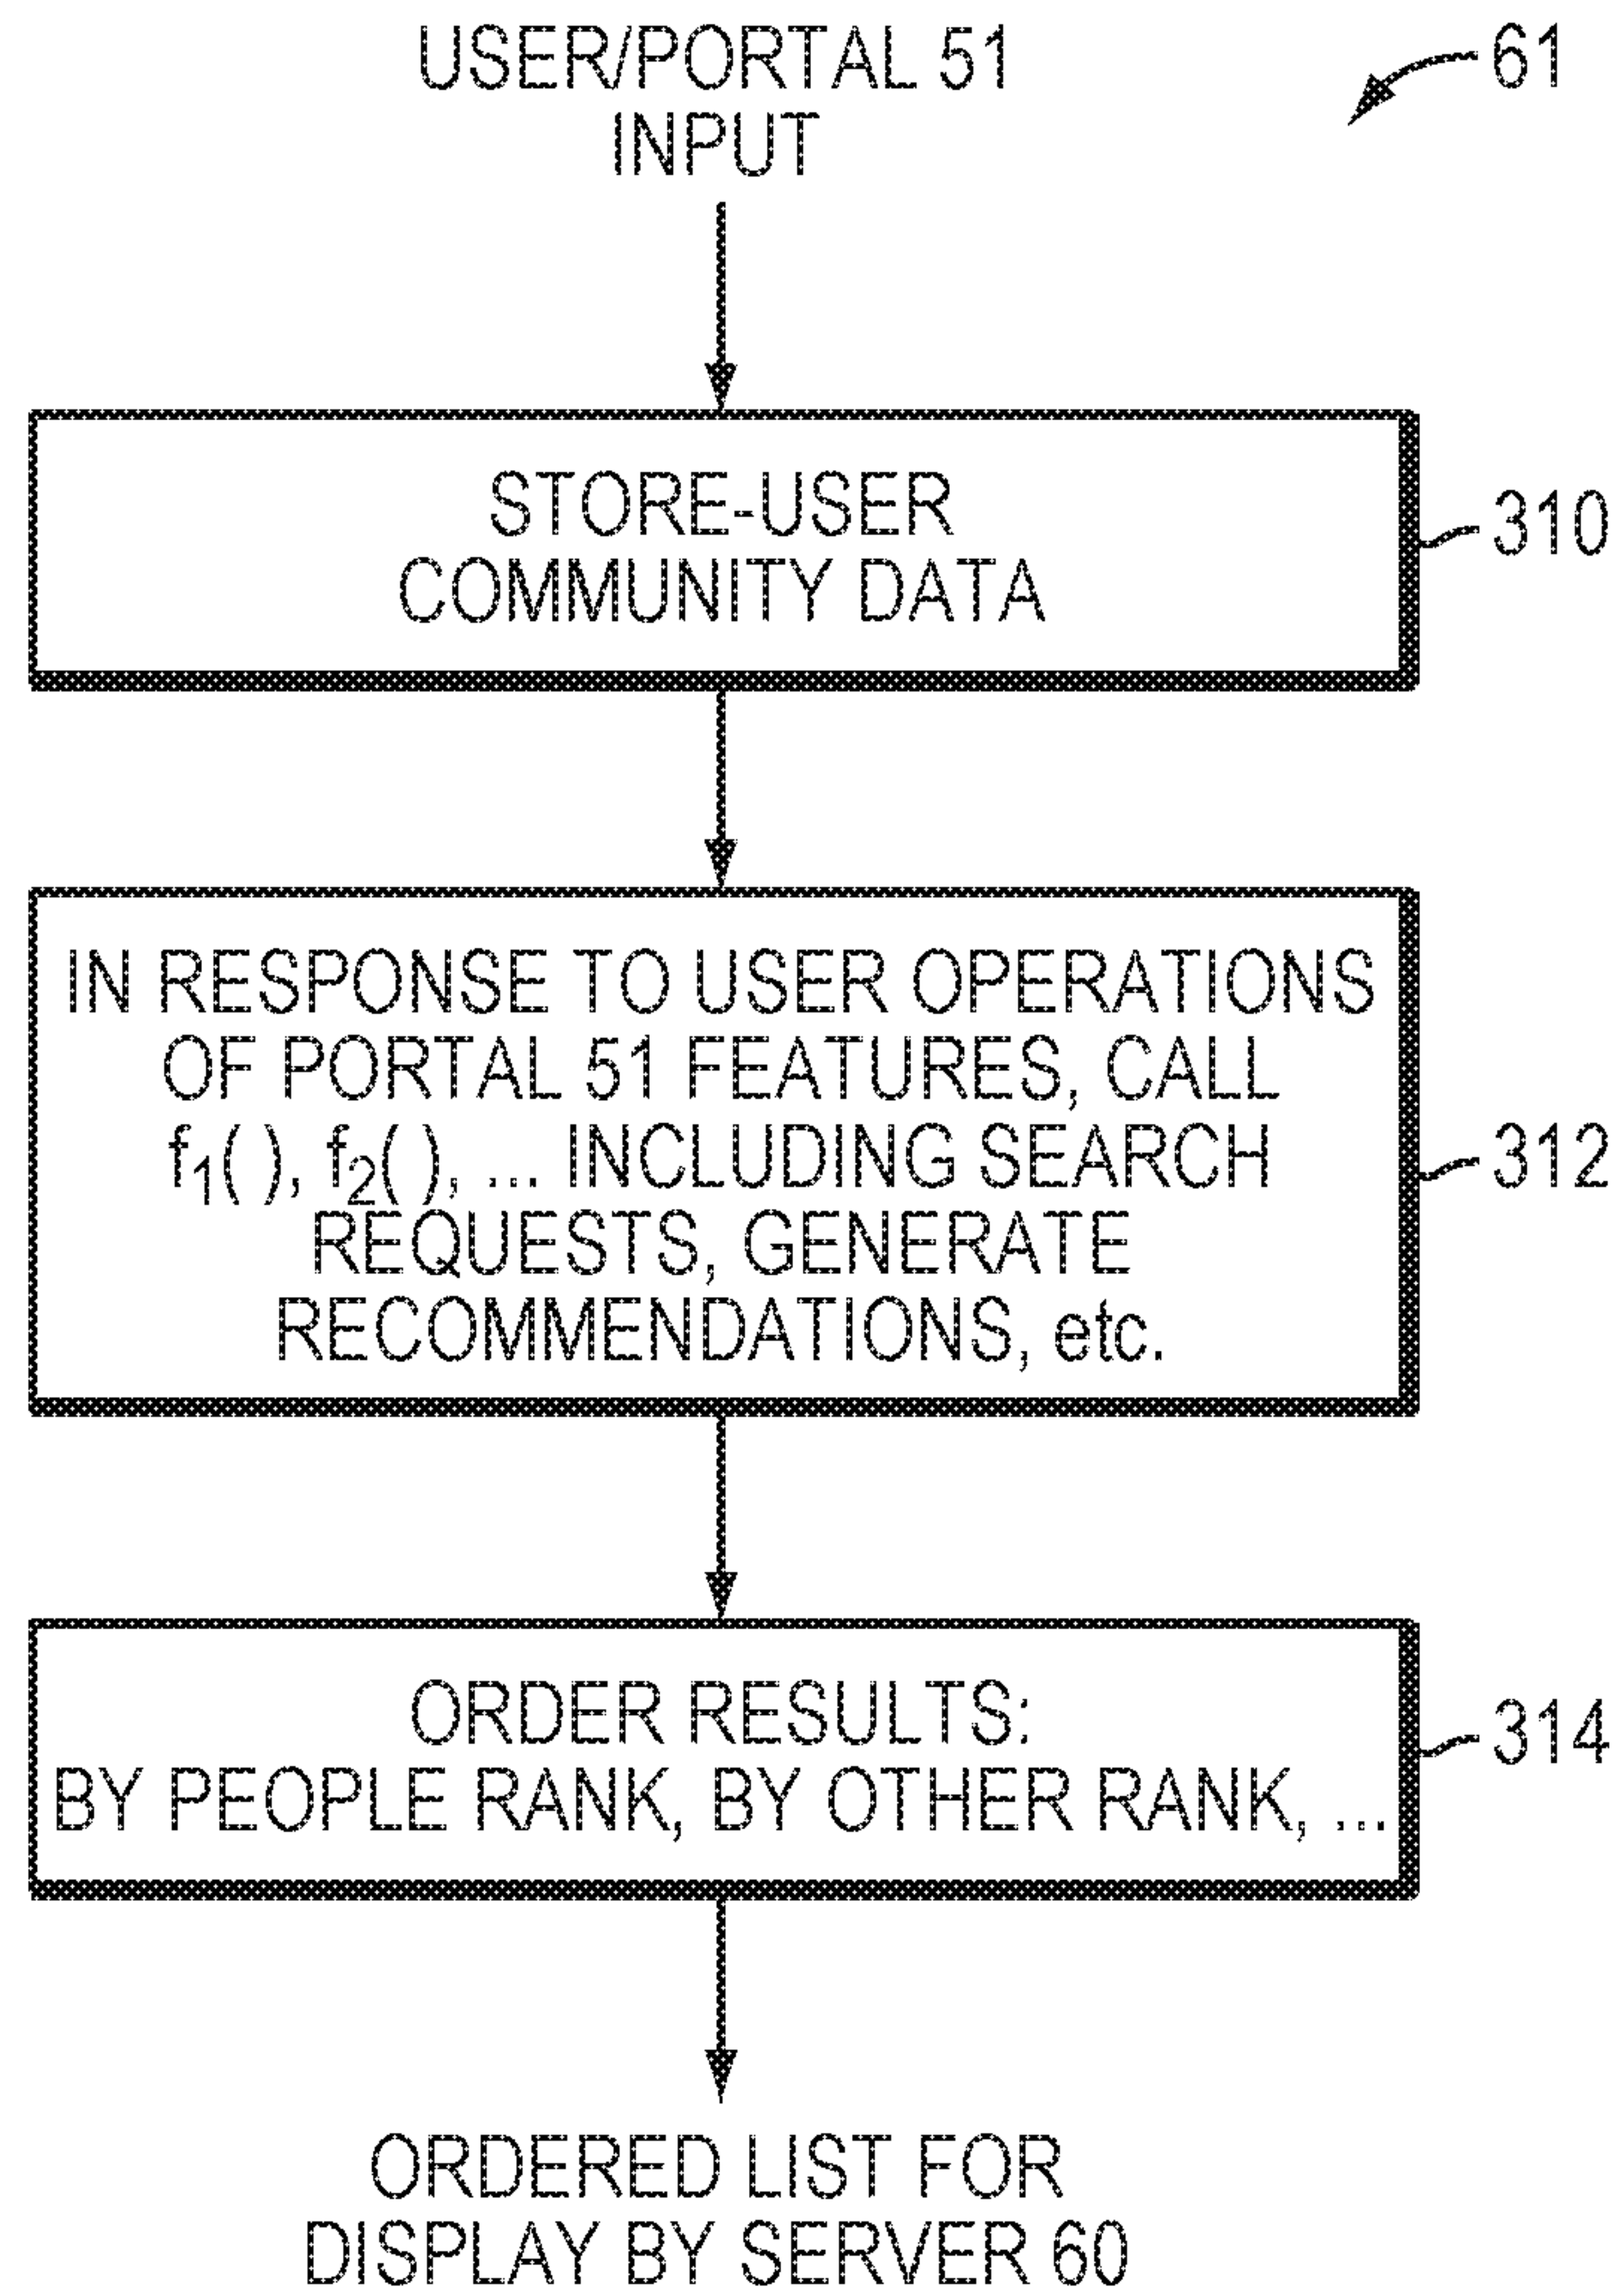 USER/PORTAL 51
INPUT
61
STORE-USER
COMMUNITY DATA
310
IN RESPONSE TO USER OPERATIONS
OF PORTAL 51 FEATURES, CALL
f₁( ), f₂( ), ... INCLUDING SEARCH
REQUESTS, GENERATE
RECOMMENDATIONS, etc.
312
ORDER RESULTS:
BY PEOPLE RANK, BY OTHER RANK, ...
314
ORDERED LIST FOR
DISPLAY BY SERVER 60